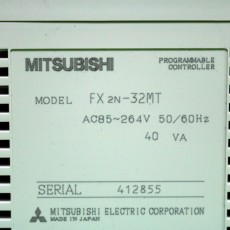 MITSUBISHI
PROGRAMMABLE
CONTROLLER
MODEL FX2N-32MT
AC85~264V 50/60Hz
40 VA
SERIAL 412855
MITSUBISHI ELECTRIC CORPORATION
MADE IN JAPAN